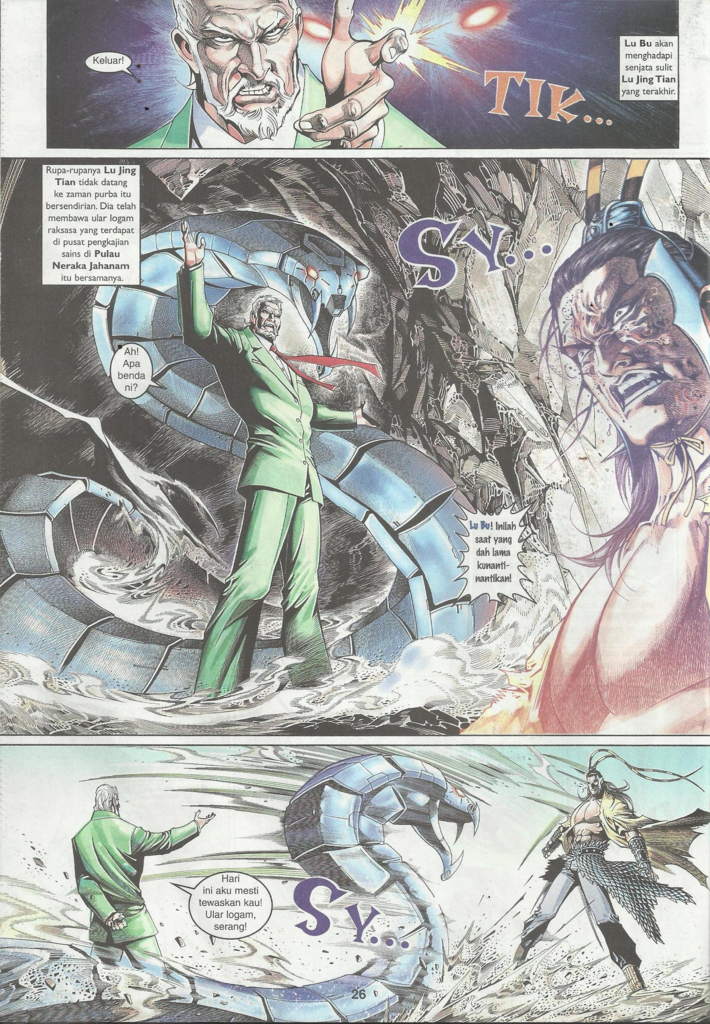 Keluar!
TIK...
Lu Bu akan
menghadapi
senjata sulit
Lu Jing Tian
yang terakhir.
Rupa-rupanya Lu Jing
Tian tidak datang
ke zaman purba itu
bersendirian. Dia telah
membawa ular logam
raksasa yang terdapat
di pusat pengkajian
sains di Pulau
Neraka Jahanam
itu bersamanya.
SY...
Ah!
Apa
benda
ni?
Lu Bu! Inilah
saat yang
dah lama
kunanti-
nantikan!
Hari
ini aku mesti
tewaskan kau!
Ular logam,
serang!
SY...
26